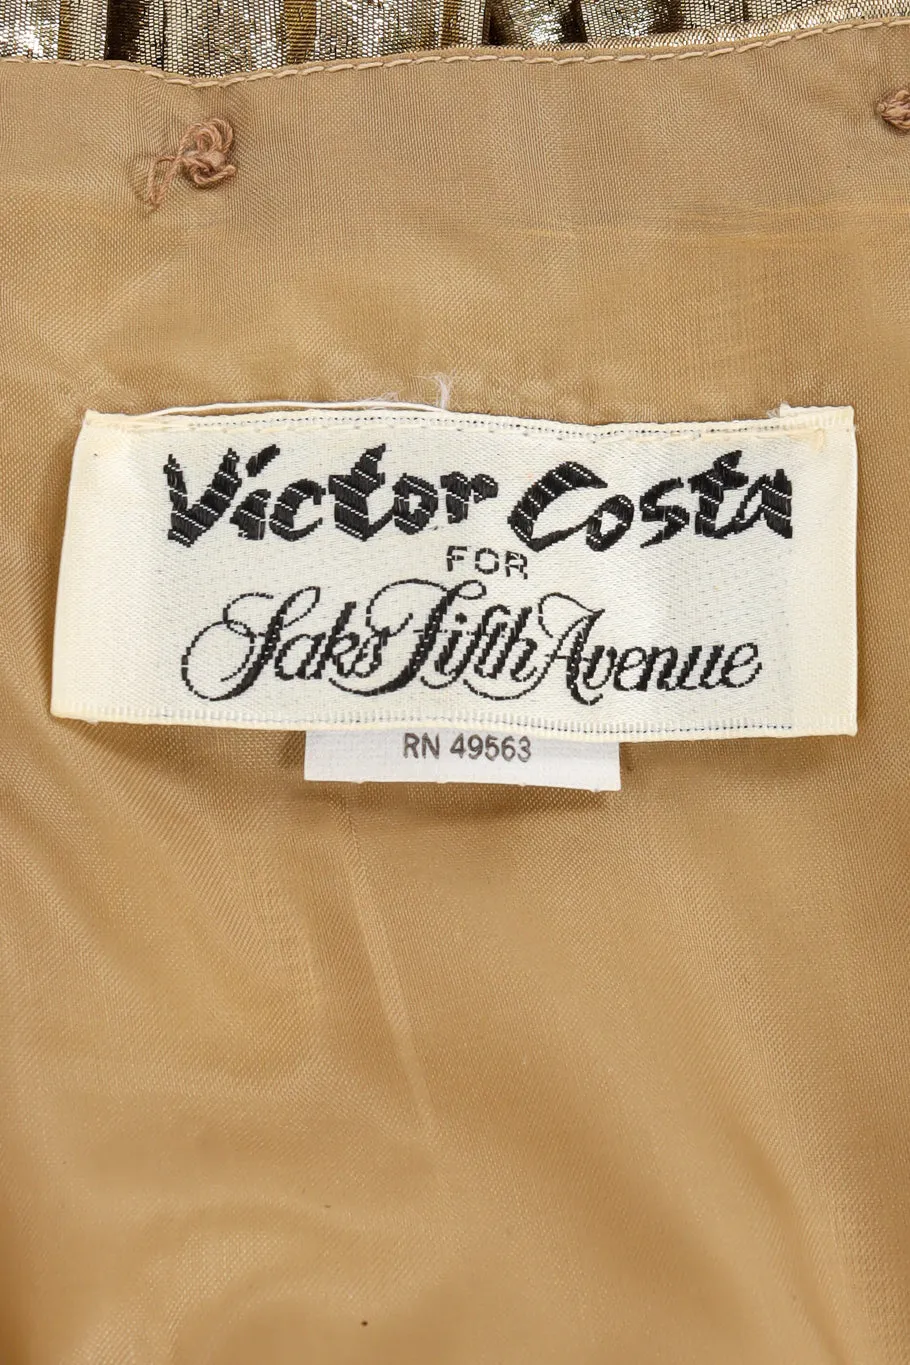 Victor Costa
FOR
Saks Fifth Avenue
RN 49563